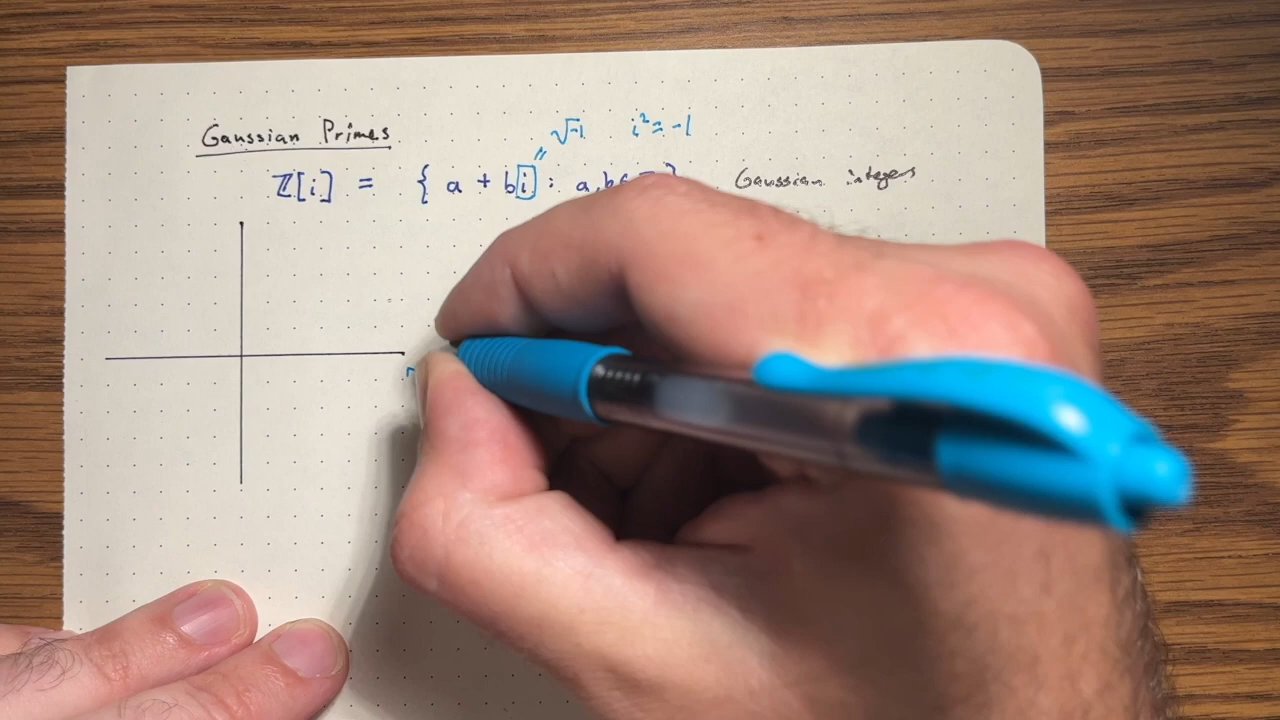 Gaussian Primes
√-1 i² = -1
"
ℤ[i] = { a + bi : a, b } Gaussian integers